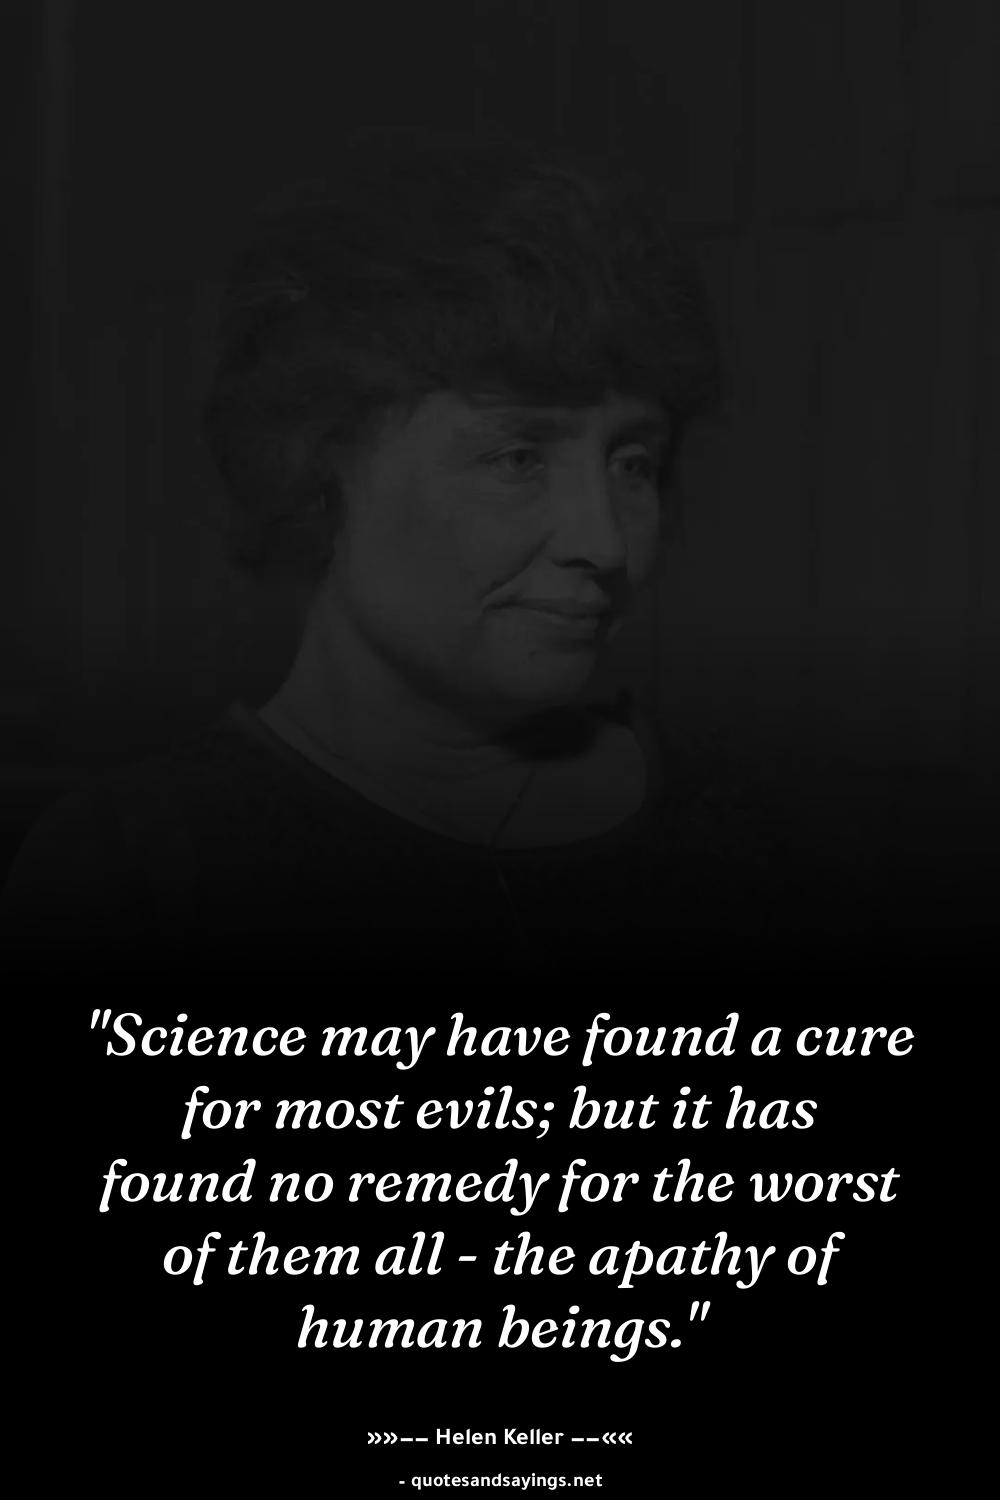 "Science may have found a cure
for most evils; but it has
found no remedy for the worst
of them all - the apathy of
human beings."
»»−− Helen Keller −−««
- quotesandsayings.net